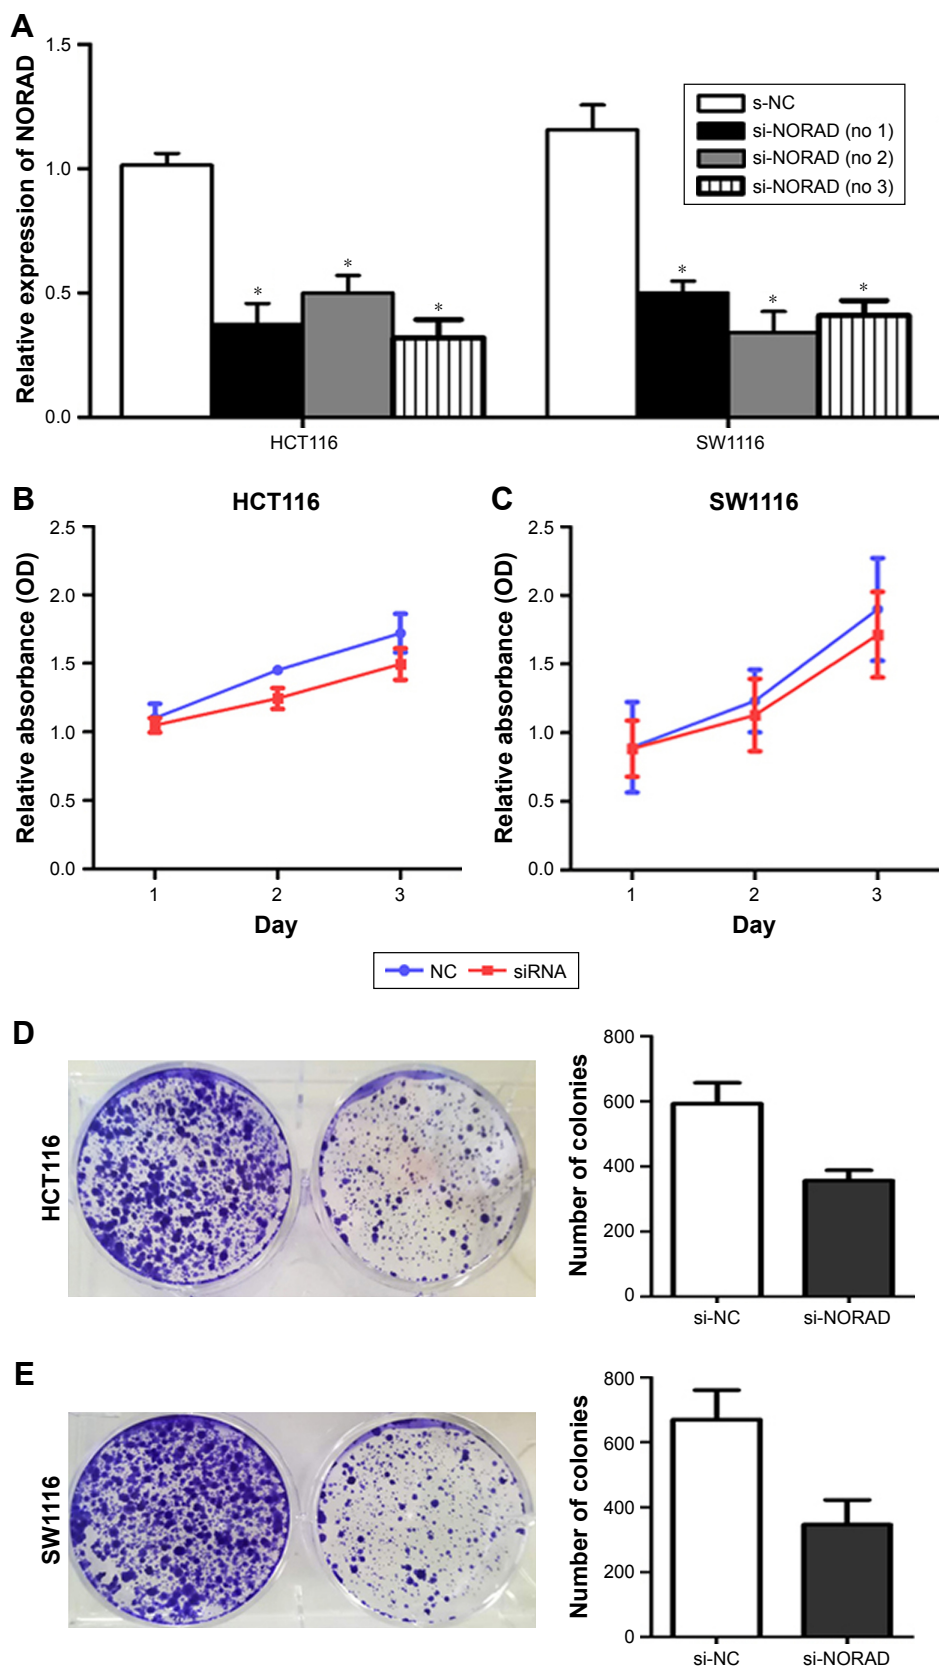 A
Relative expression of NORAD
1.5
1.0
0.5
0.0
s-NC
si-NORAD (no 1)
si-NORAD (no 2)
si-NORAD (no 3)
* * * * * *
HCT116 SW1116
B
HCT116
Relative absorbance (OD)
2.5
2.0
1.5
1.0
0.5
0.0
1 2 3
Day
C
SW1116
Relative absorbance (OD)
2.5
2.0
1.5
1.0
0.5
0.0
1 2 3
Day
NC siRNA
D
HCT116
Number of colonies
800
600
400
200
0
si-NC si-NORAD
E
SW1116
Number of colonies
800
600
400
200
0
si-NC si-NORAD